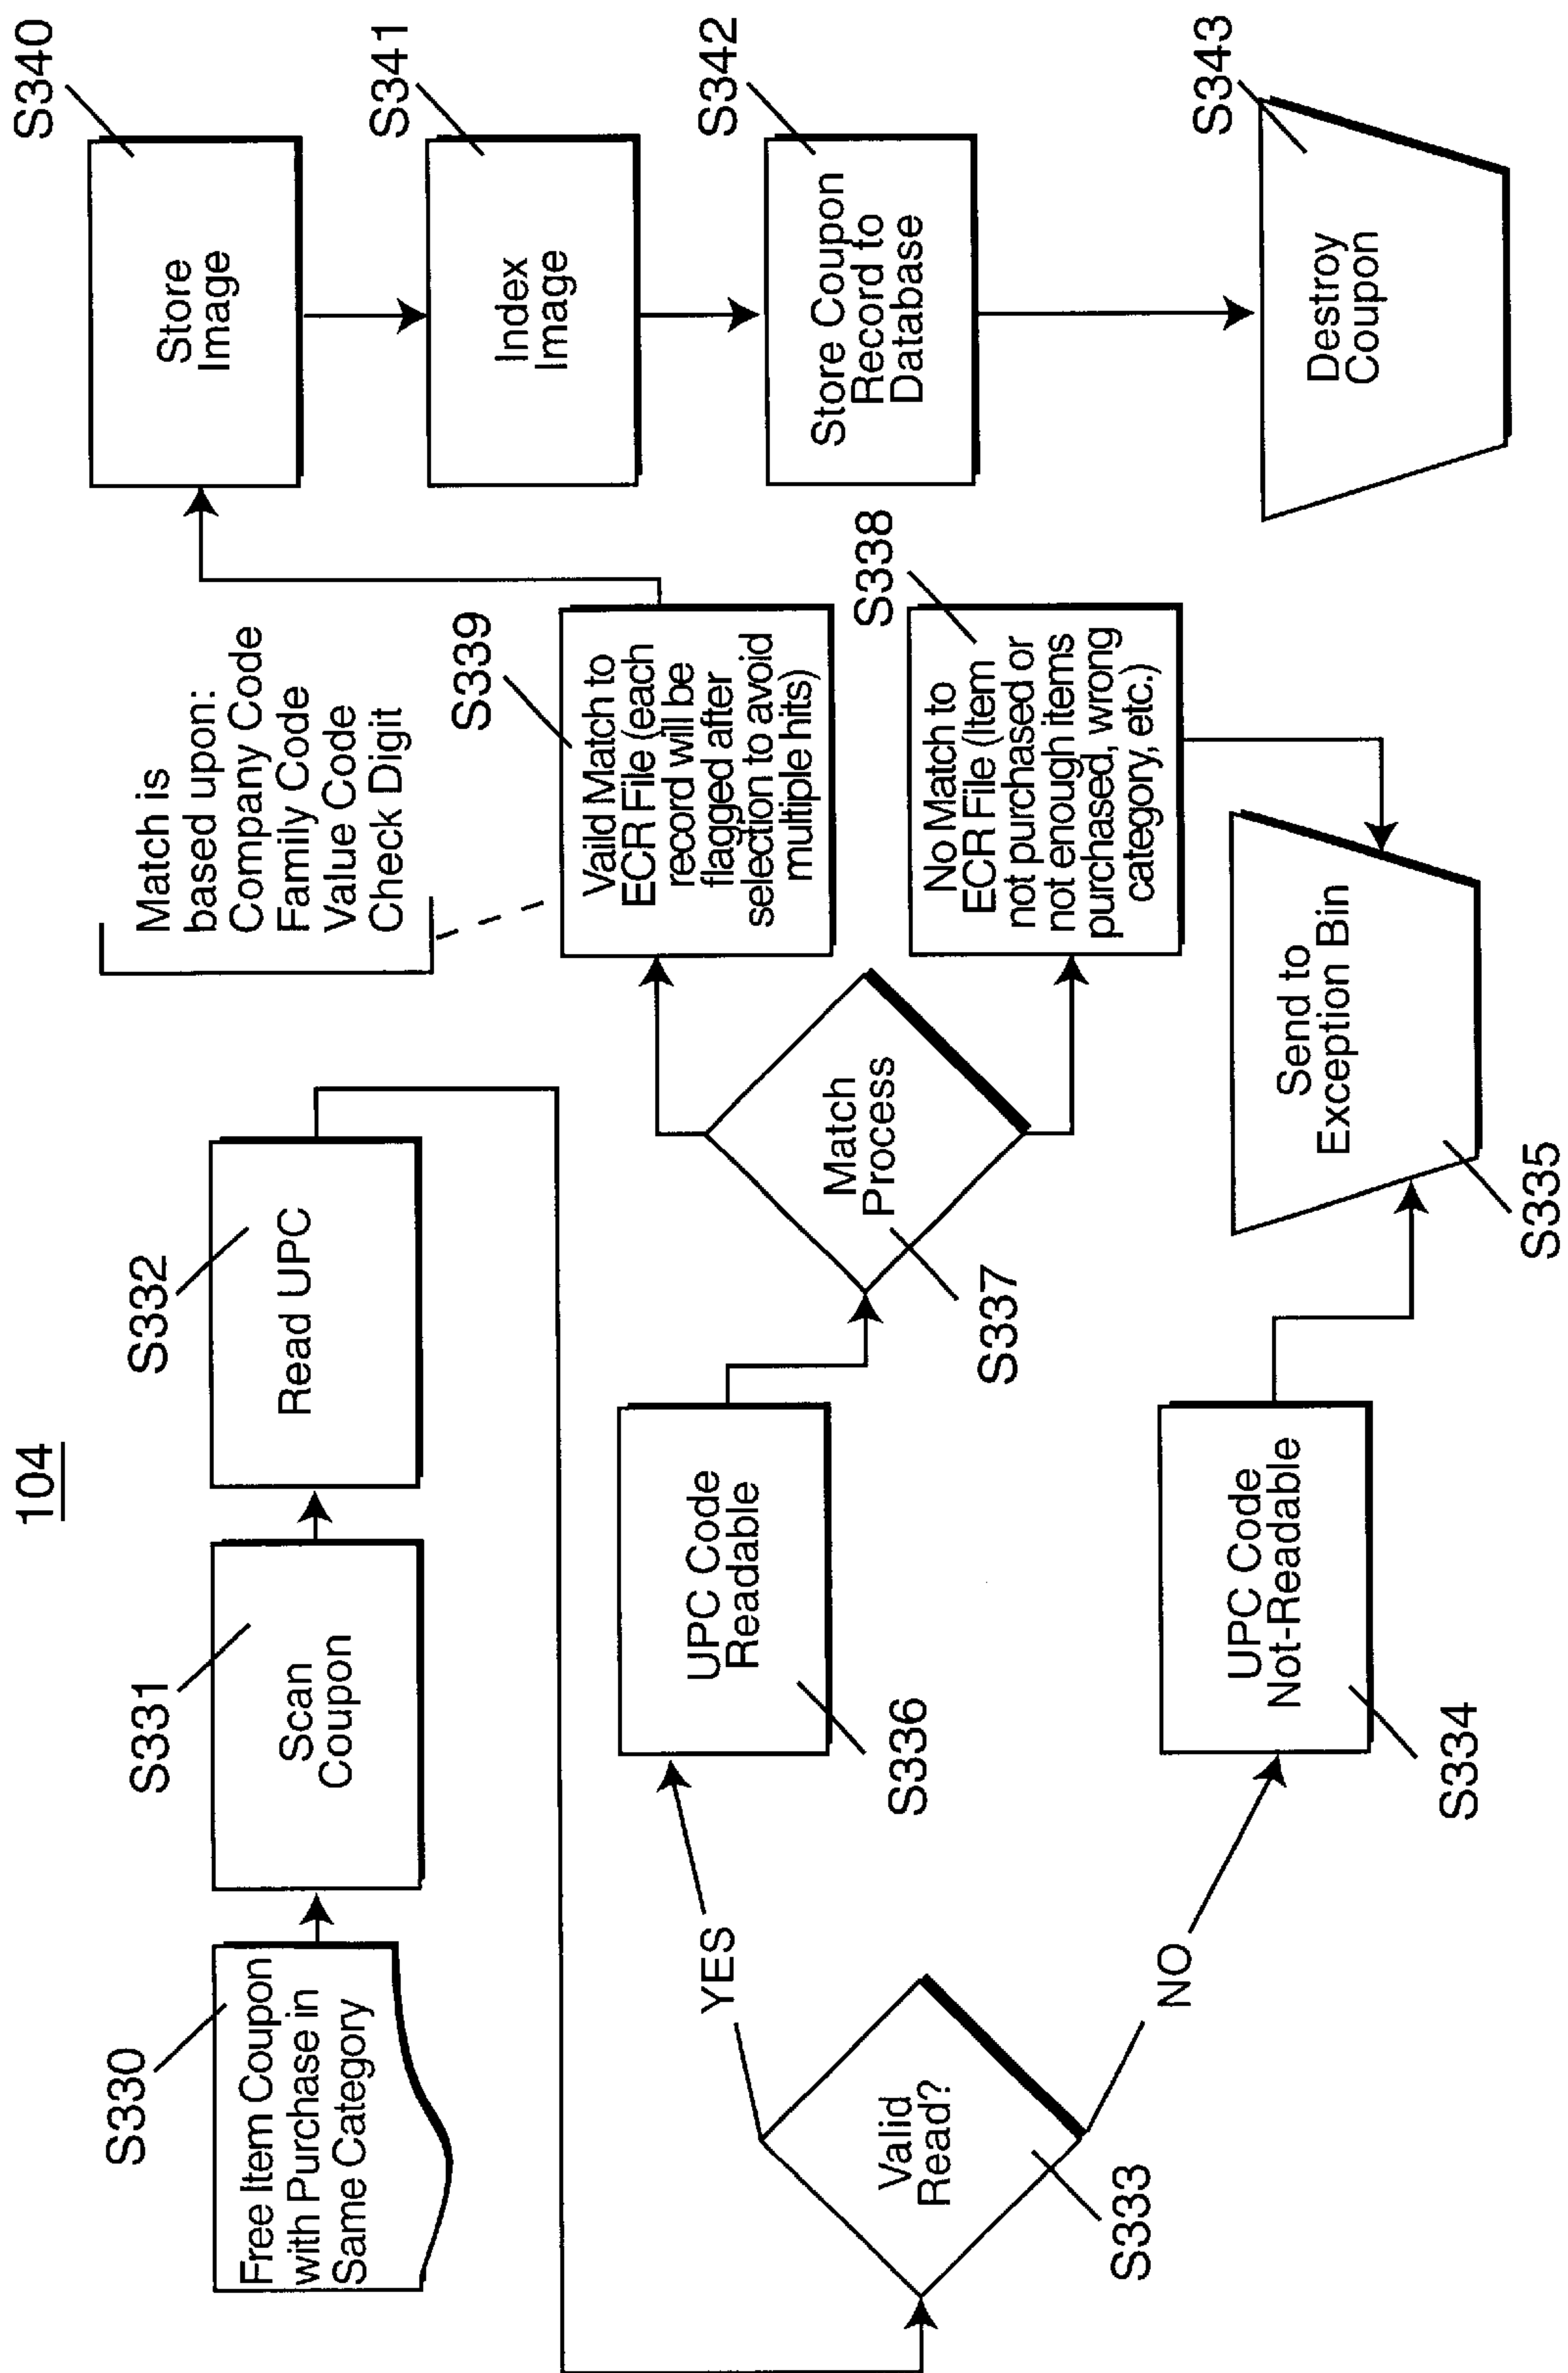 104
S330
Free Item Coupon
with Purchase in
Same Category
S331
Scan
Coupon
S332
Read UPC
S333
Valid
Read?
YES
NO
S336
UPC Code
Readable
S334
UPC Code
Not-Readable
S337
Match
Process
Match is
based upon:
Company Code
Family Code
Value Code
Check Digit
S339
Vaild Match to
ECR File (each
record will be
flagged after
selection to avoid
multiple hits)
S338
No Match to
ECR File (Item
not purchased or
not enough items
purchased, wrong
category, etc.)
S335
Send to
Exception Bin
S340
Store
Image
S341
Index
Image
S342
Store Coupon
Record to
Database
S343
Destroy
Coupon